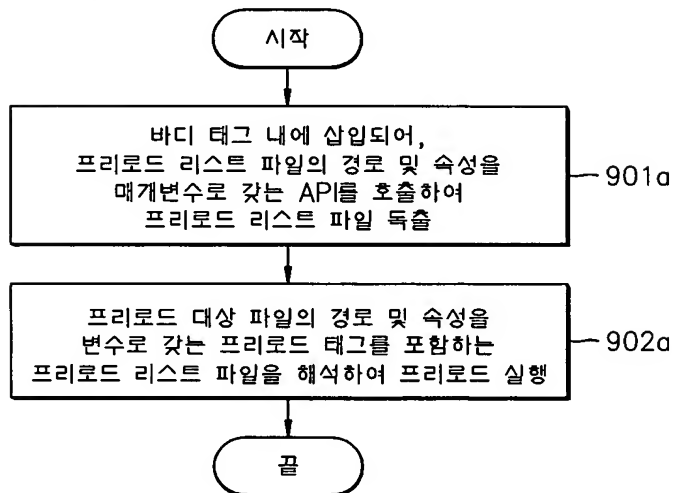 시작
바디 태그 내에 삽입되어,
프리로드 리스트 파일의 경로 및 속성을
매개변수로 갖는 API를 호출하여
프리로드 리스트 파일 독출
901a
프리로드 대상 파일의 경로 및 속성을
변수로 갖는 프리로드 태그를 포함하는
프리로드 리스트 파일을 해석하여 프리로드 실행
902a
끝